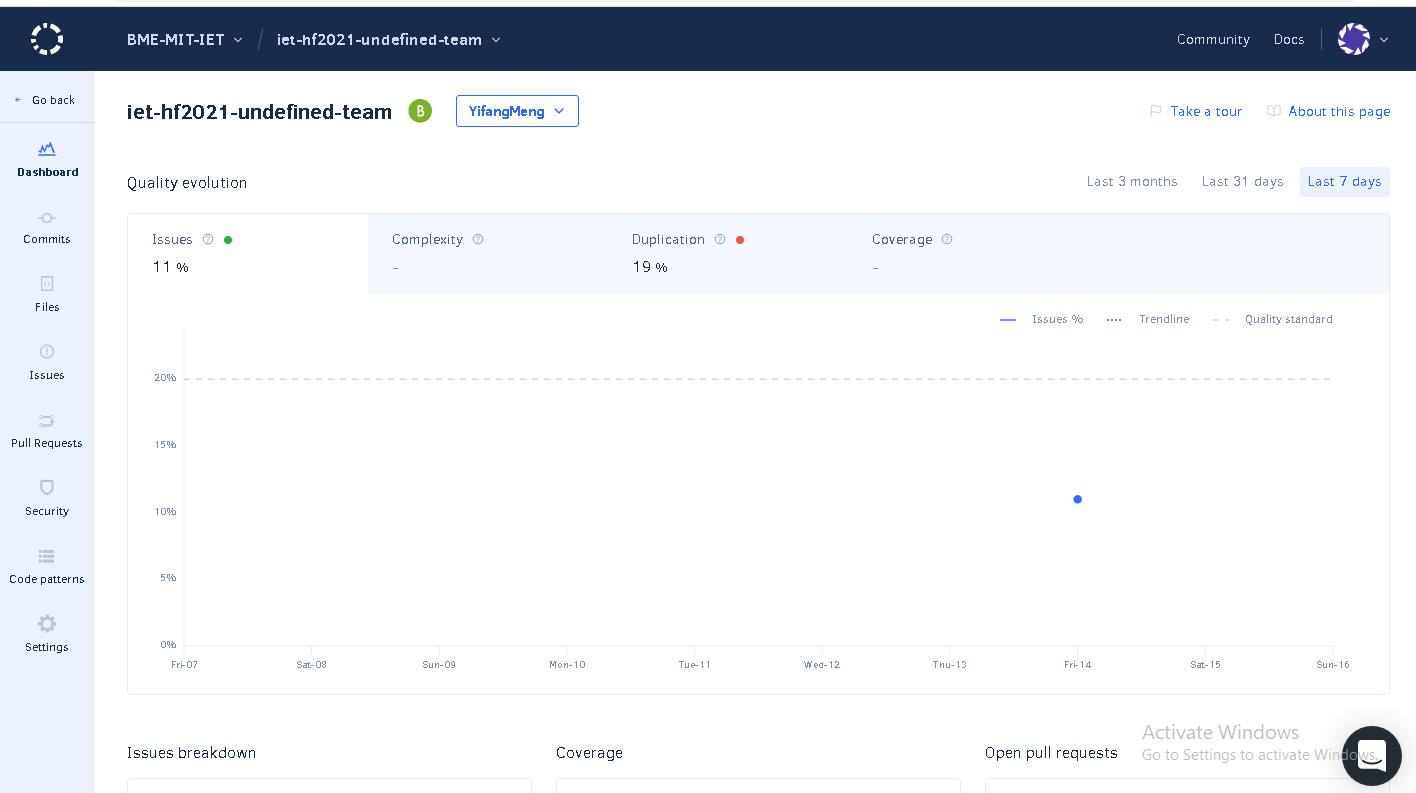 BME-MIT-IET / iet-hf2021-undefined-team Community Docs
← Go back
iet-hf2021-undefined-team B YifangMeng Take a tour About this page
Dashboard
Commits
Files
Issues
Pull Requests
Security
Code patterns
Settings
Quality evolution Last 3 months Last 31 days Last 7 days
Issues ? Complexity ? Duplication ? Coverage ?
11 % - 19 % -
Issues % Trendline Quality standard
20%
15%
10%
5%
0%
Fri-07 Sat-08 Sun-09 Mon-10 Tue-11 Wed-12 Thu-13 Fri-14 Sat-15 Sun-16
Issues breakdown Coverage Open pull requests
Activate Windows
Go to Settings to activate Windows.